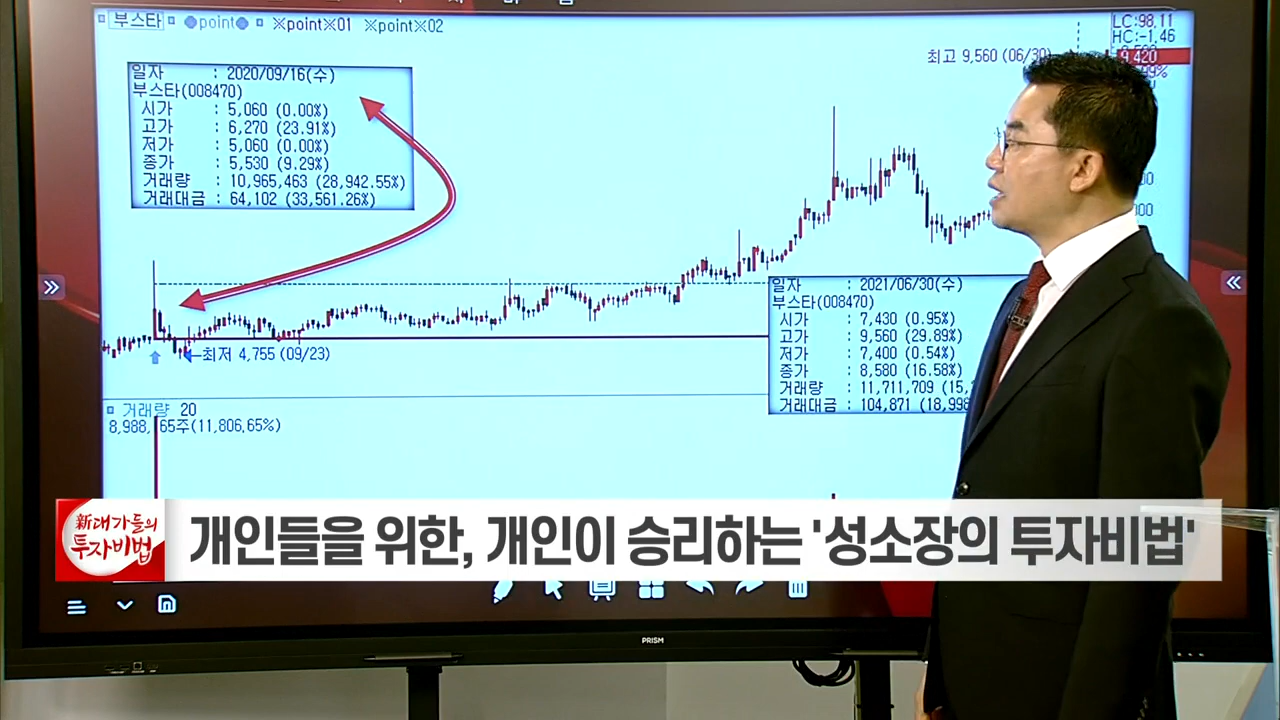 부스타 point ※point※01 ※point※02
LC:98.11
HC:-1.46
최고 9,560 (06/30)
9,420
일자 : 2020/09/16(수)
부스타(008470)
시가 : 5,060 (0.00%)
고가 : 6,270 (23.91%)
저가 : 5,060 (0.00%)
종가 : 5,530 (9.29%)
거래량 : 10,965,463 (28,942.55%)
거래대금 : 64,102 (33,561.26%)
일자 : 2021/06/30(수)
부스타(008470)
시가 : 7,430 (0.95%)
고가 : 9,560 (29.89%)
저가 : 7,400 (0.54%)
종가 : 8,580 (16.58%)
거래량 : 11,711,709 (15,
거래대금 : 104,871 (18,998
최저 4,755 (09/23)
거래량 20
8,988, 65주(11,806.65%)
新대가들의
투자비법
개인들을 위한, 개인이 승리하는 '성소장의 투자비법'
PRISM